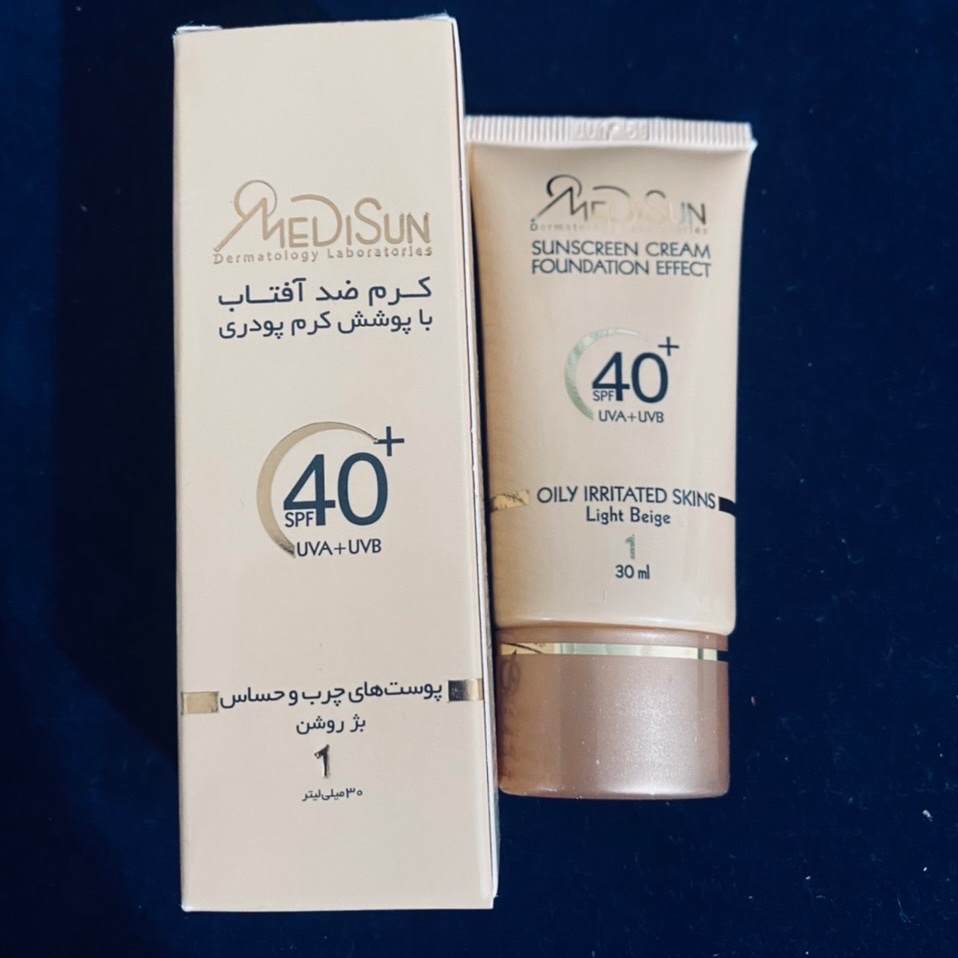 MEDISUN
Dermatology Laboratories
کرم ضد آفتاب
با پوشش کرم پودری
40+
SPF
UVA+UVB
پوست‌های چرب و حساس
بژ روشن
1
۳۰ میلی‌لیتر
MEDISUN
Dermatology Laboratories
SUNSCREEN CREAM
FOUNDATION EFFECT
40+
SPF
UVA+UVB
OILY IRRITATED SKINS
Light Beige
1
30 ml